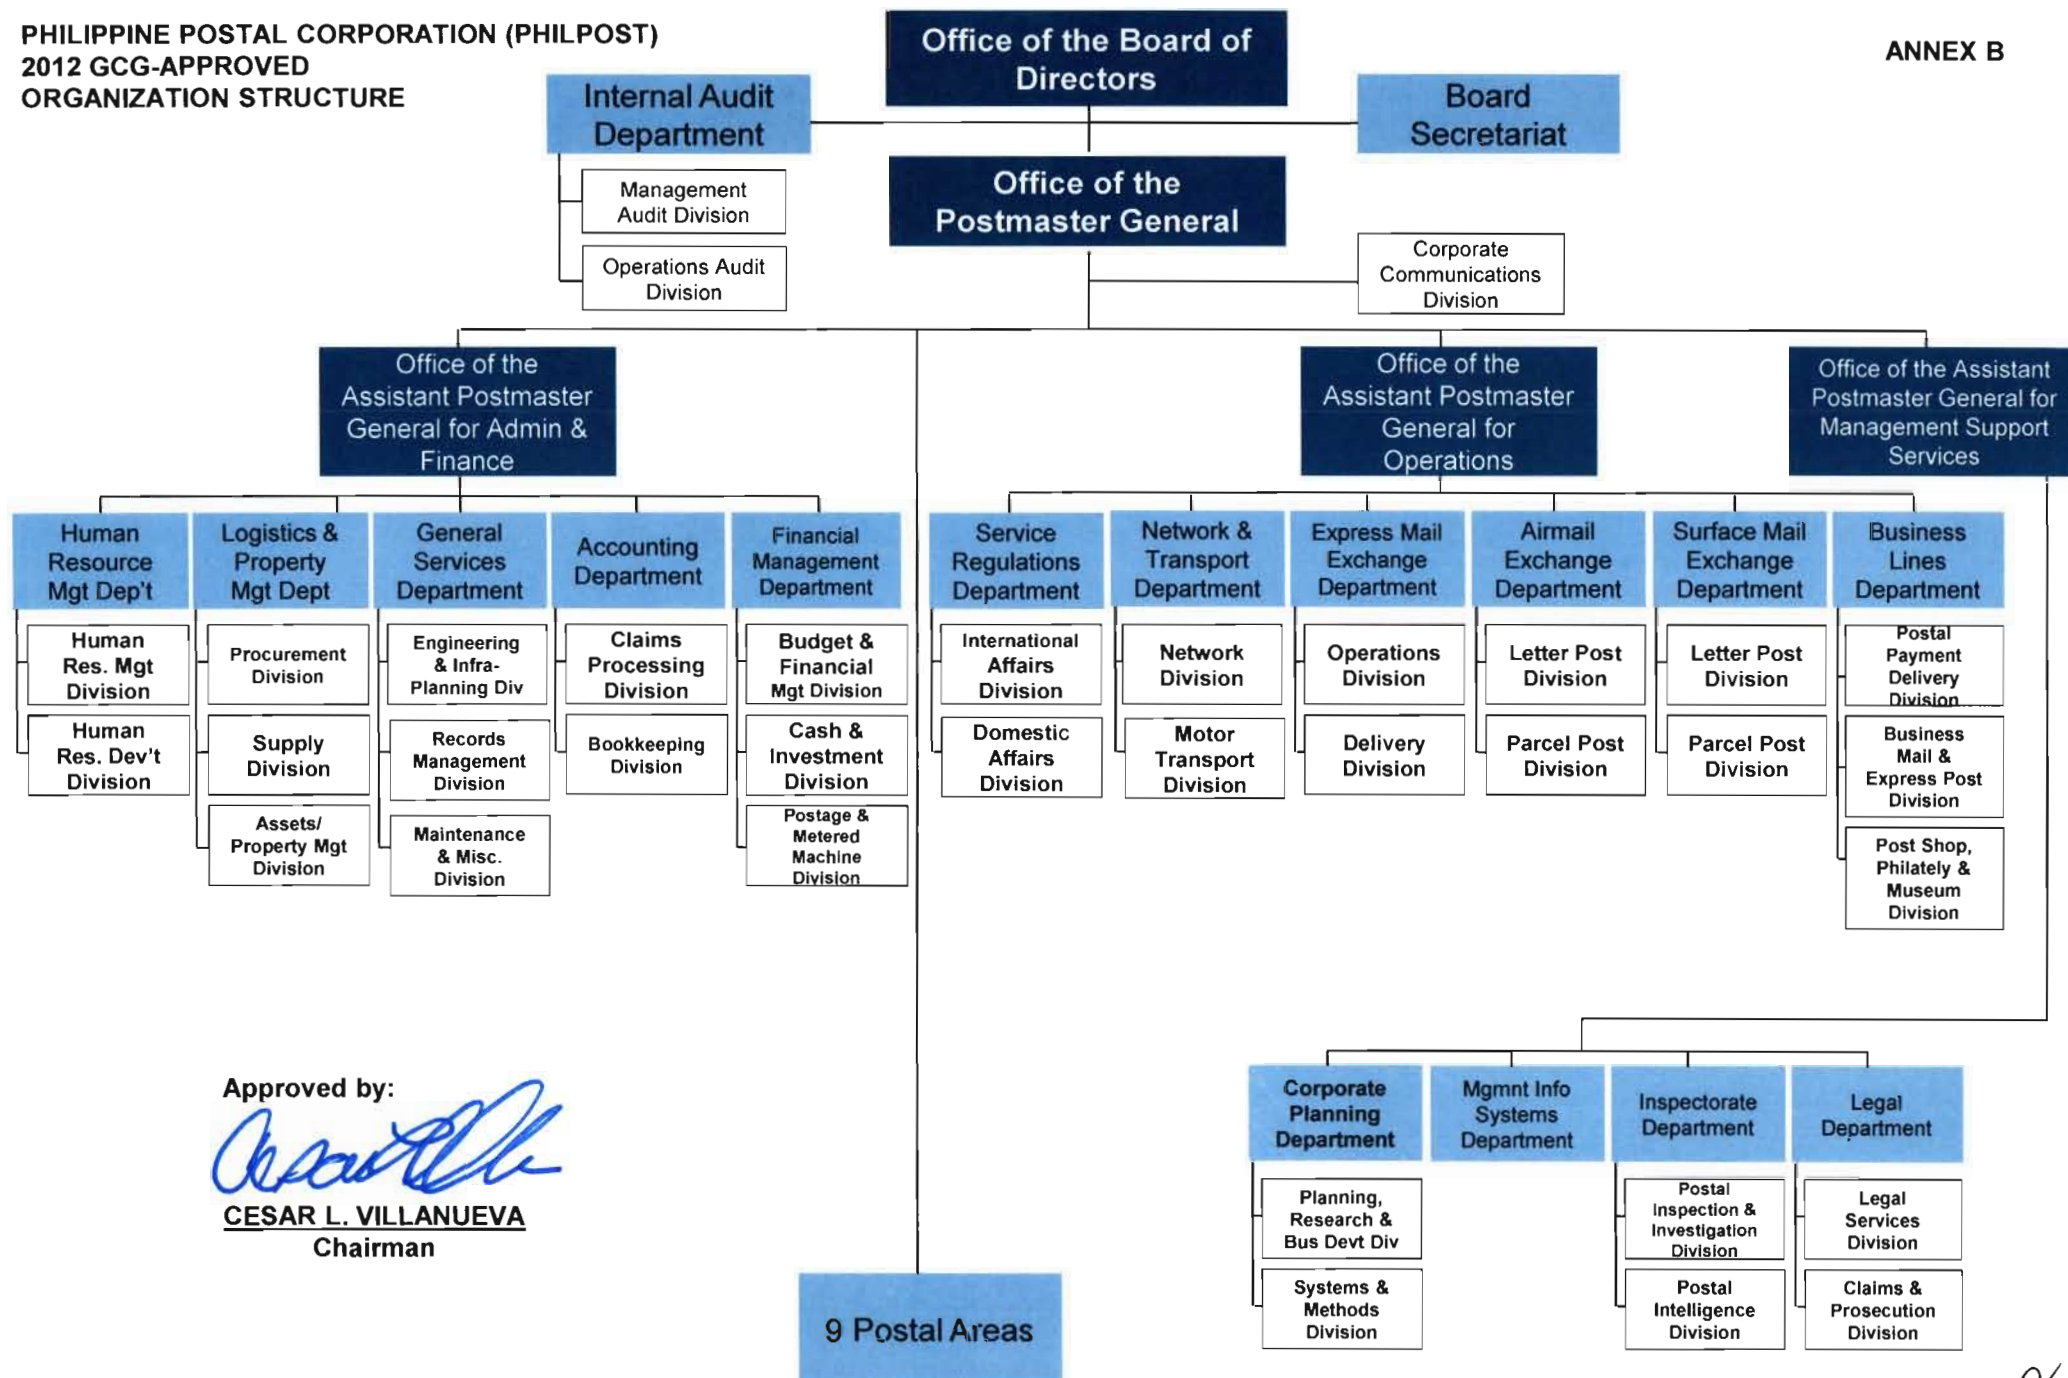 PHILIPPINE POSTAL CORPORATION (PHILPOST)
2012 GCG-APPROVED
ORGANIZATION STRUCTURE
ANNEX B
Office of the Board of
Directors
Internal Audit
Department
Board
Secretariat
Management
Audit Division
Operations Audit
Division
Office of the
Postmaster General
Corporate
Communications
Division
Office of the
Assistant Postmaster
General for Admin &
Finance
Office of the
Assistant Postmaster
General for
Operations
Office of the Assistant
Postmaster General for
Management Support
Services
Human
Resource
Mgt Dep't
Logistics &
Property
Mgt Dept
General
Services
Department
Accounting
Department
Financial
Management
Department
Service
Regulations
Department
Network &
Transport
Department
Express Mail
Exchange
Department
Airmail
Exchange
Department
Surface Mail
Exchange
Department
Business
Lines
Department
Human
Res. Mgt
Division
Procurement
Division
Engineering
& Infra-
Planning Div
Claims
Processing
Division
Budget &
Financial
Mgt Division
International
Affairs
Division
Network
Division
Operations
Division
Letter Post
Division
Letter Post
Division
Postal
Payment
Delivery
Division
Human
Res. Dev't
Division
Supply
Division
Records
Management
Division
Bookkeeping
Division
Cash &
Investment
Division
Domestic
Affairs
Division
Motor
Transport
Division
Delivery
Division
Parcel Post
Division
Parcel Post
Division
Business
Mail &
Express Post
Division
Assets/
Property Mgt
Division
Maintenance
& Misc.
Division
Postage &
Metered
Machine
Division
Post Shop,
Philately &
Museum
Division
Corporate
Planning
Department
Mgmnt Info
Systems
Department
Inspectorate
Department
Legal
Department
Planning,
Research &
Bus Devt Div
Postal
Inspection &
Investigation
Division
Legal
Services
Division
Systems &
Methods
Division
Postal
Intelligence
Division
Claims &
Prosecution
Division
Approved by:
CESAR L. VILLANUEVA
Chairman
9 Postal Areas